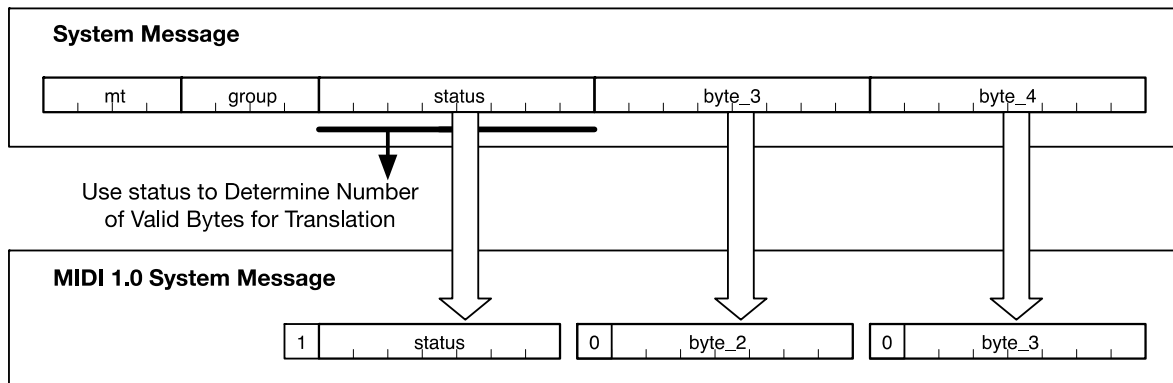 System Message
mt group status byte_3 byte_4
Use status to Determine Number
of Valid Bytes for Translation
MIDI 1.0 System Message
1 status 0 byte_2 0 byte_3